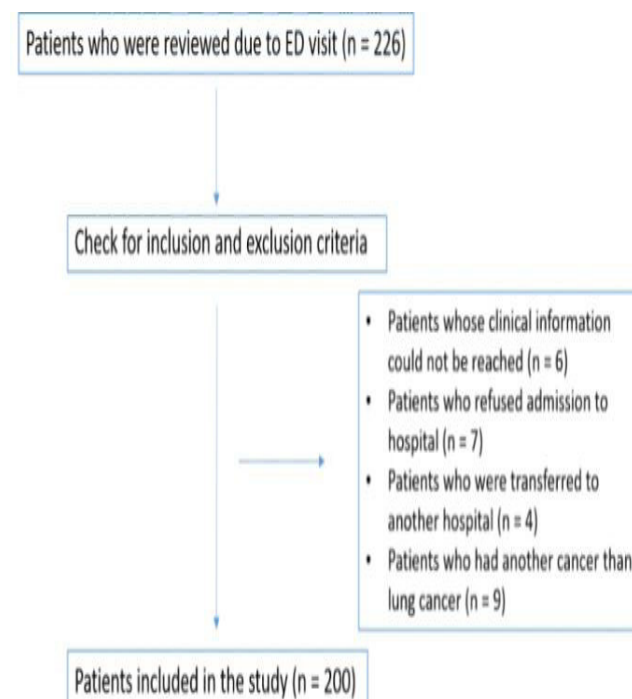 Patients who were reviewed due to ED visit (n = 226)
Check for inclusion and exclusion criteria
• Patients whose clinical information
could not be reached (n = 6)
• Patients who refused admission to
hospital (n = 7)
• Patients who were transferred to
another hospital (n = 4)
• Patients who had another cancer than
lung cancer (n = 9)
Patients included in the study (n = 200)